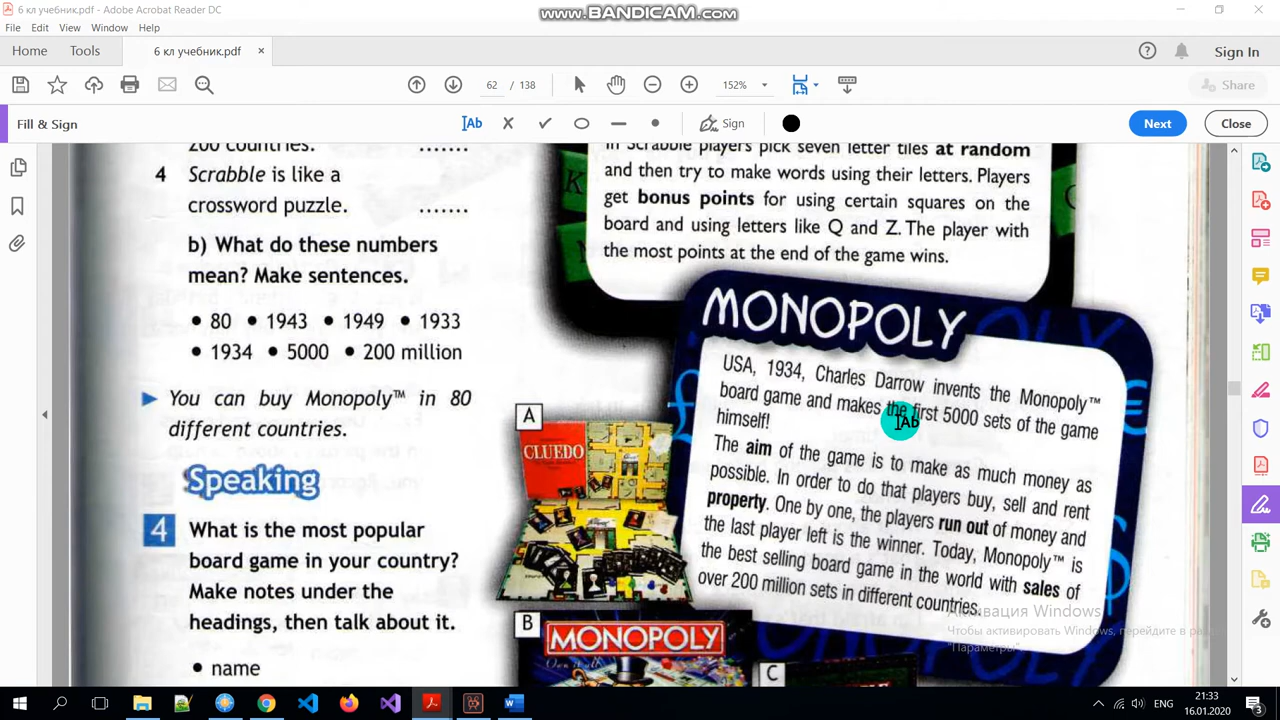 6 кл учебник.pdf - Adobe Acrobat Reader DC
www.BANDICAM.com
File Edit View Window Help
Home Tools 6 кл учебник.pdf × Sign In
62 / 138 152% Share
Fill & Sign Ab Sign Next Close
200 countries. .......
4 Scrabble is like a
crossword puzzle. .......
b) What do these numbers
mean? Make sentences.
• 80 • 1943 • 1949 • 1933
• 1934 • 5000 • 200 million
You can buy Monopoly™ in 80
different countries.
Speaking
4 What is the most popular
board game in your country?
Make notes under the
headings, then talk about it.
• name
In Scrabble players pick seven letter tiles at random
and then try to make words using their letters. Players
get bonus points for using certain squares on the
board and using letters like Q and Z. The player with
the most points at the end of the game wins.
MONOPOLY
USA, 1934, Charles Darrow invents the Monopoly™
board game and makes the first 5000 sets of the game
himself!
The aim of the game is to make as much money as
possible. In order to do that players buy, sell and rent
property. One by one, the players run out of money and
the last player left is the winner. Today, Monopoly™ is
the best selling board game in the world with sales of
over 200 million sets in different countries.
A
CLUEDO
B
MONOPOLY
C
Активация Windows
Чтобы активировать Windows, перейдите в раз
"Параметры".
ENG
21:33
16.01.2020
3